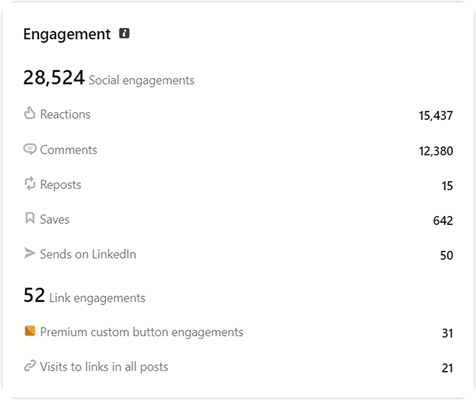 Engagement
28,524 Social engagements
Reactions 15,437
Comments 12,380
Reposts 15
Saves 642
Sends on LinkedIn 50
52 Link engagements
Premium custom button engagements 31
Visits to links in all posts 21